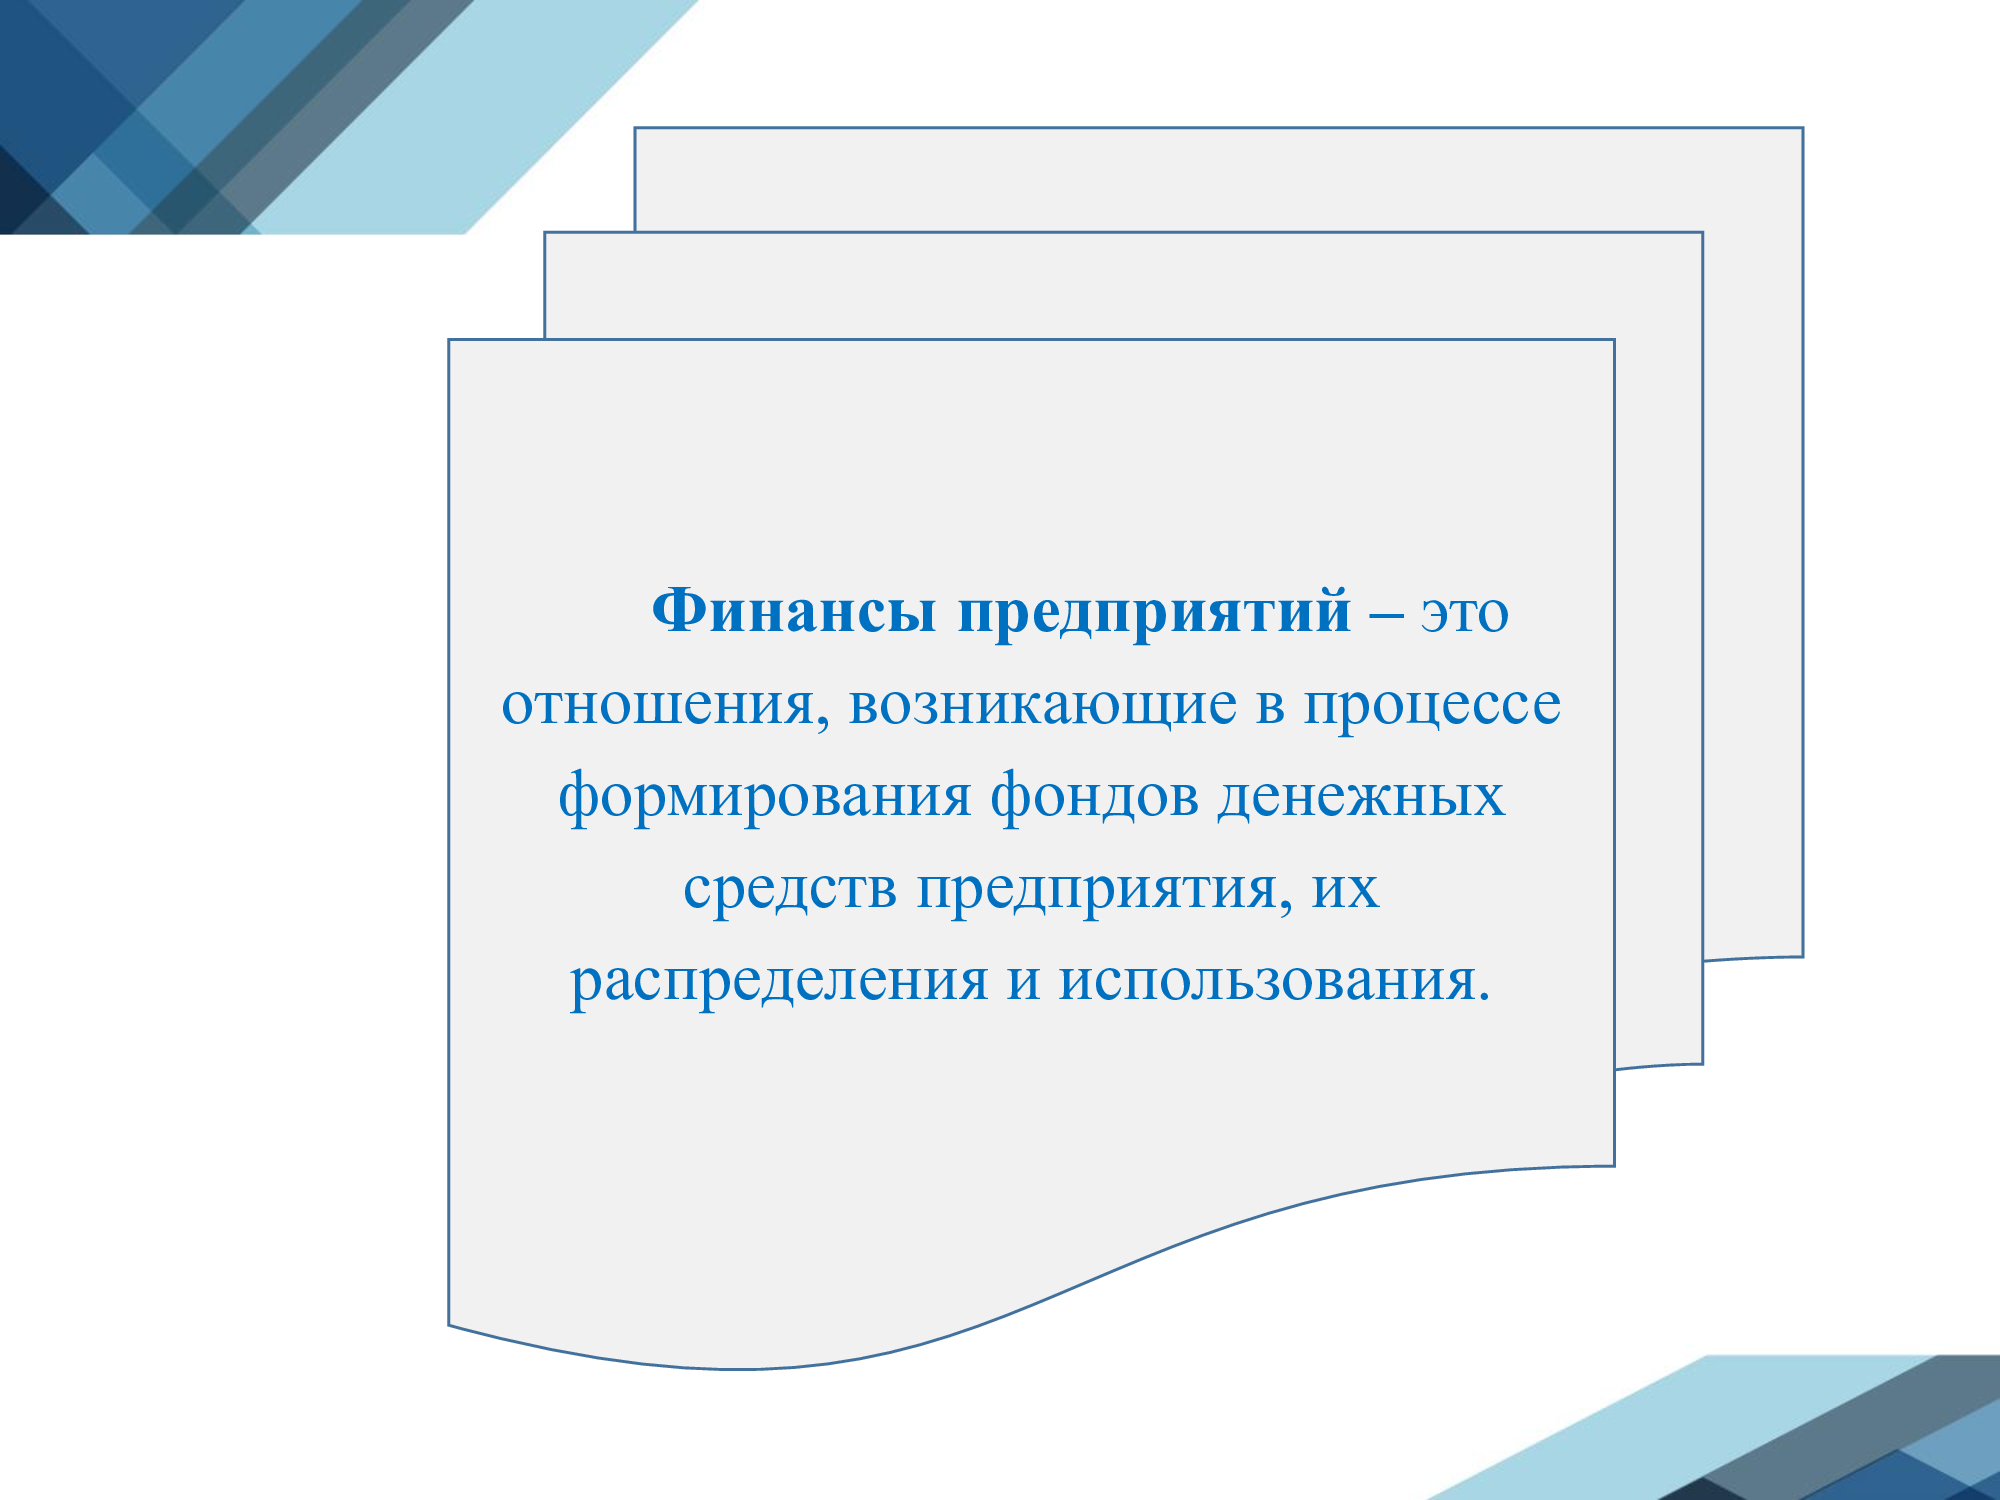 Финансы предприятий – это
отношения, возникающие в процессе
формирования фондов денежных
средств предприятия, их
распределения и использования.